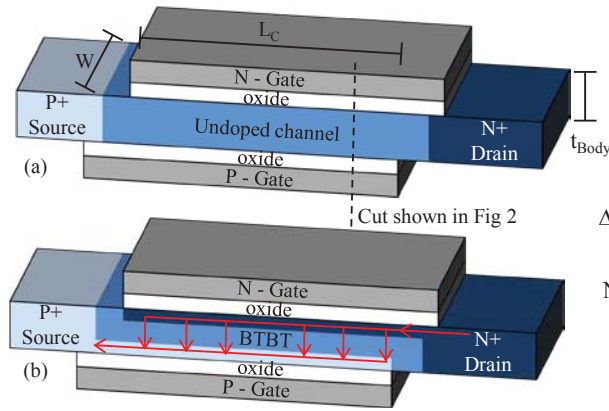 L_C
W
N - Gate
oxide
P+
Source
Undoped channel
N+
Drain
t_Body
oxide
P - Gate
(a)
Cut shown in Fig 2
Δ
N
N - Gate
oxide
P+
Source
BTBT
N+
Drain
oxide
P - Gate
(b)